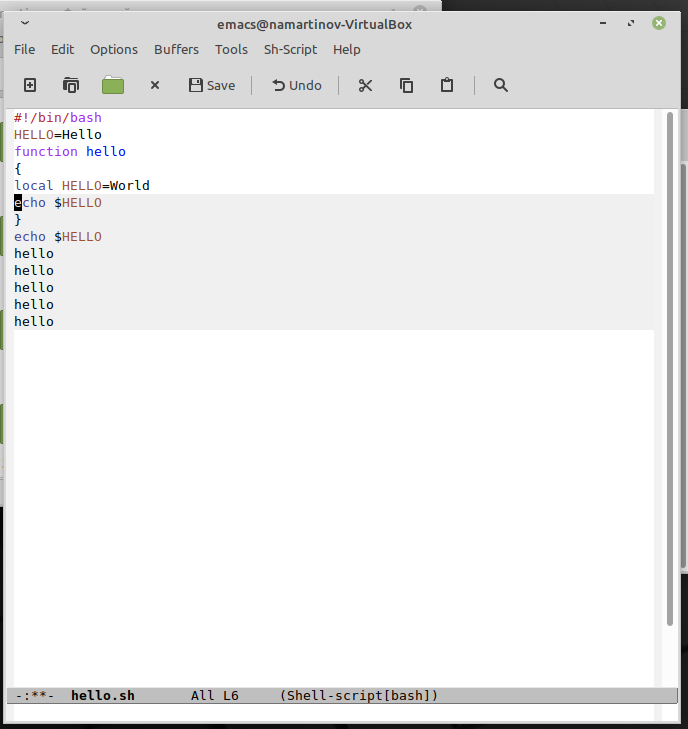 emacs@namartinov-VirtualBox
File Edit Options Buffers Tools Sh-Script Help
Save Undo
#!/bin/bash
HELLO=Hello
function hello
{
local HELLO=World
echo $HELLO
}
echo $HELLO
hello
hello
hello
hello
hello
-:**- hello.sh All L6 (Shell-script[bash])